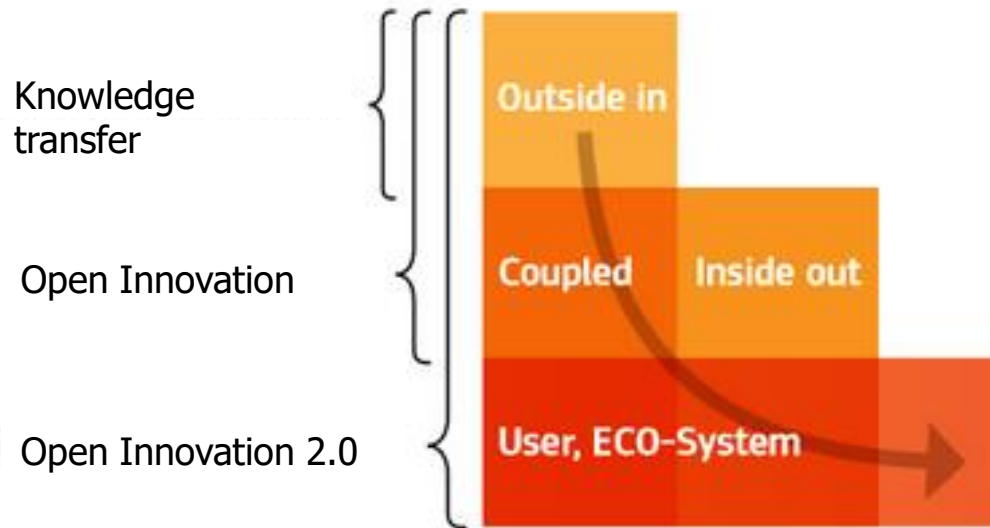 Knowledge
transfer
Outside in
Open Innovation
Coupled
Inside out
Open Innovation 2.0
User, ECO-System